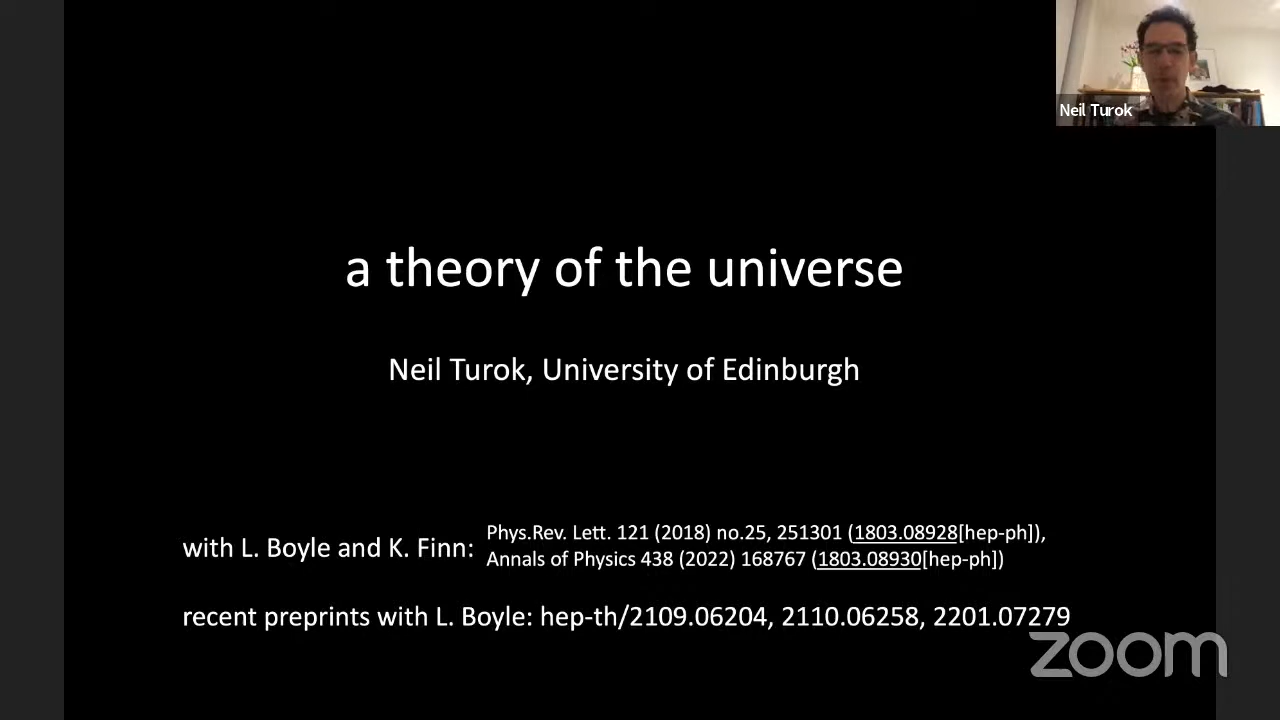 Neil Turok
a theory of the universe
Neil Turok, University of Edinburgh
with L. Boyle and K. Finn:
Phys.Rev. Lett. 121 (2018) no.25, 251301 (1803.08928[hep-ph]),
Annals of Physics 438 (2022) 168767 (1803.08930[hep-ph])
recent preprints with L. Boyle: hep-th/2109.06204, 2110.06258, 2201.07279
zoom